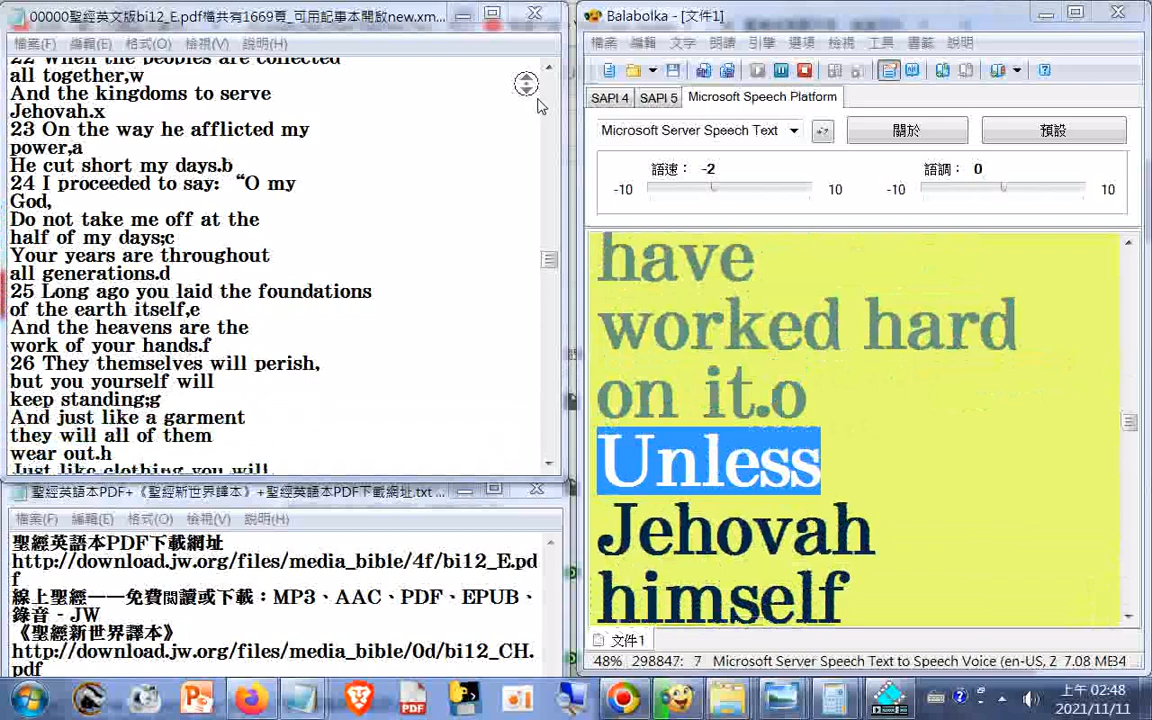 00000聖經英文版bi12_E.pdf檔共有1669頁_可用記事本開啟new.xm...
檔案(F) 編輯(E) 格式(O) 檢視(V) 說明(H)
22 When the peoples are collected
all together,w
And the kingdoms to serve
Jehovah.x
23 On the way he afflicted my
power,a
He cut short my days.b
24 I proceeded to say: “O my
God,
Do not take me off at the
half of my days;c
Your years are throughout
all generations.d
25 Long ago you laid the foundations
of the earth itself,e
And the heavens are the
work of your hands.f
26 They themselves will perish,
but you yourself will
keep standing;g
And just like a garment
they will all of them
wear out.h
Just like clothing you will
聖經英語本PDF+《聖經新世界譯本》+聖經英語本PDF下載網址.txt ...
檔案(F) 編輯(E) 格式(O) 檢視(V) 說明(H)
聖經英語本PDF下載網址
http://download.jw.org/files/media_bible/4f/bi12_E.pd
f
線上聖經——免費閱讀或下載：MP3、AAC、PDF、EPUB、
錄音 - JW
《聖經新世界譯本》
http://download.jw.org/files/media_bible/0d/bi12_CH.
pdf
Balabolka - [文件1]
檔案 編輯 文字 朗讀 引擎 選項 檢視 工具 書籤 說明
SAPI 4 SAPI 5 Microsoft Speech Platform
Microsoft Server Speech Text 關於 預設
語速： -2 語調： 0
-10 10 -10 10
have
worked hard
on it.o
Unless
Jehovah
himself
文件1
48% 298847: 7 Microsoft Server Speech Text to Speech Voice (en-US, Z 7.08 MB34
上午 02:48
2021/11/11